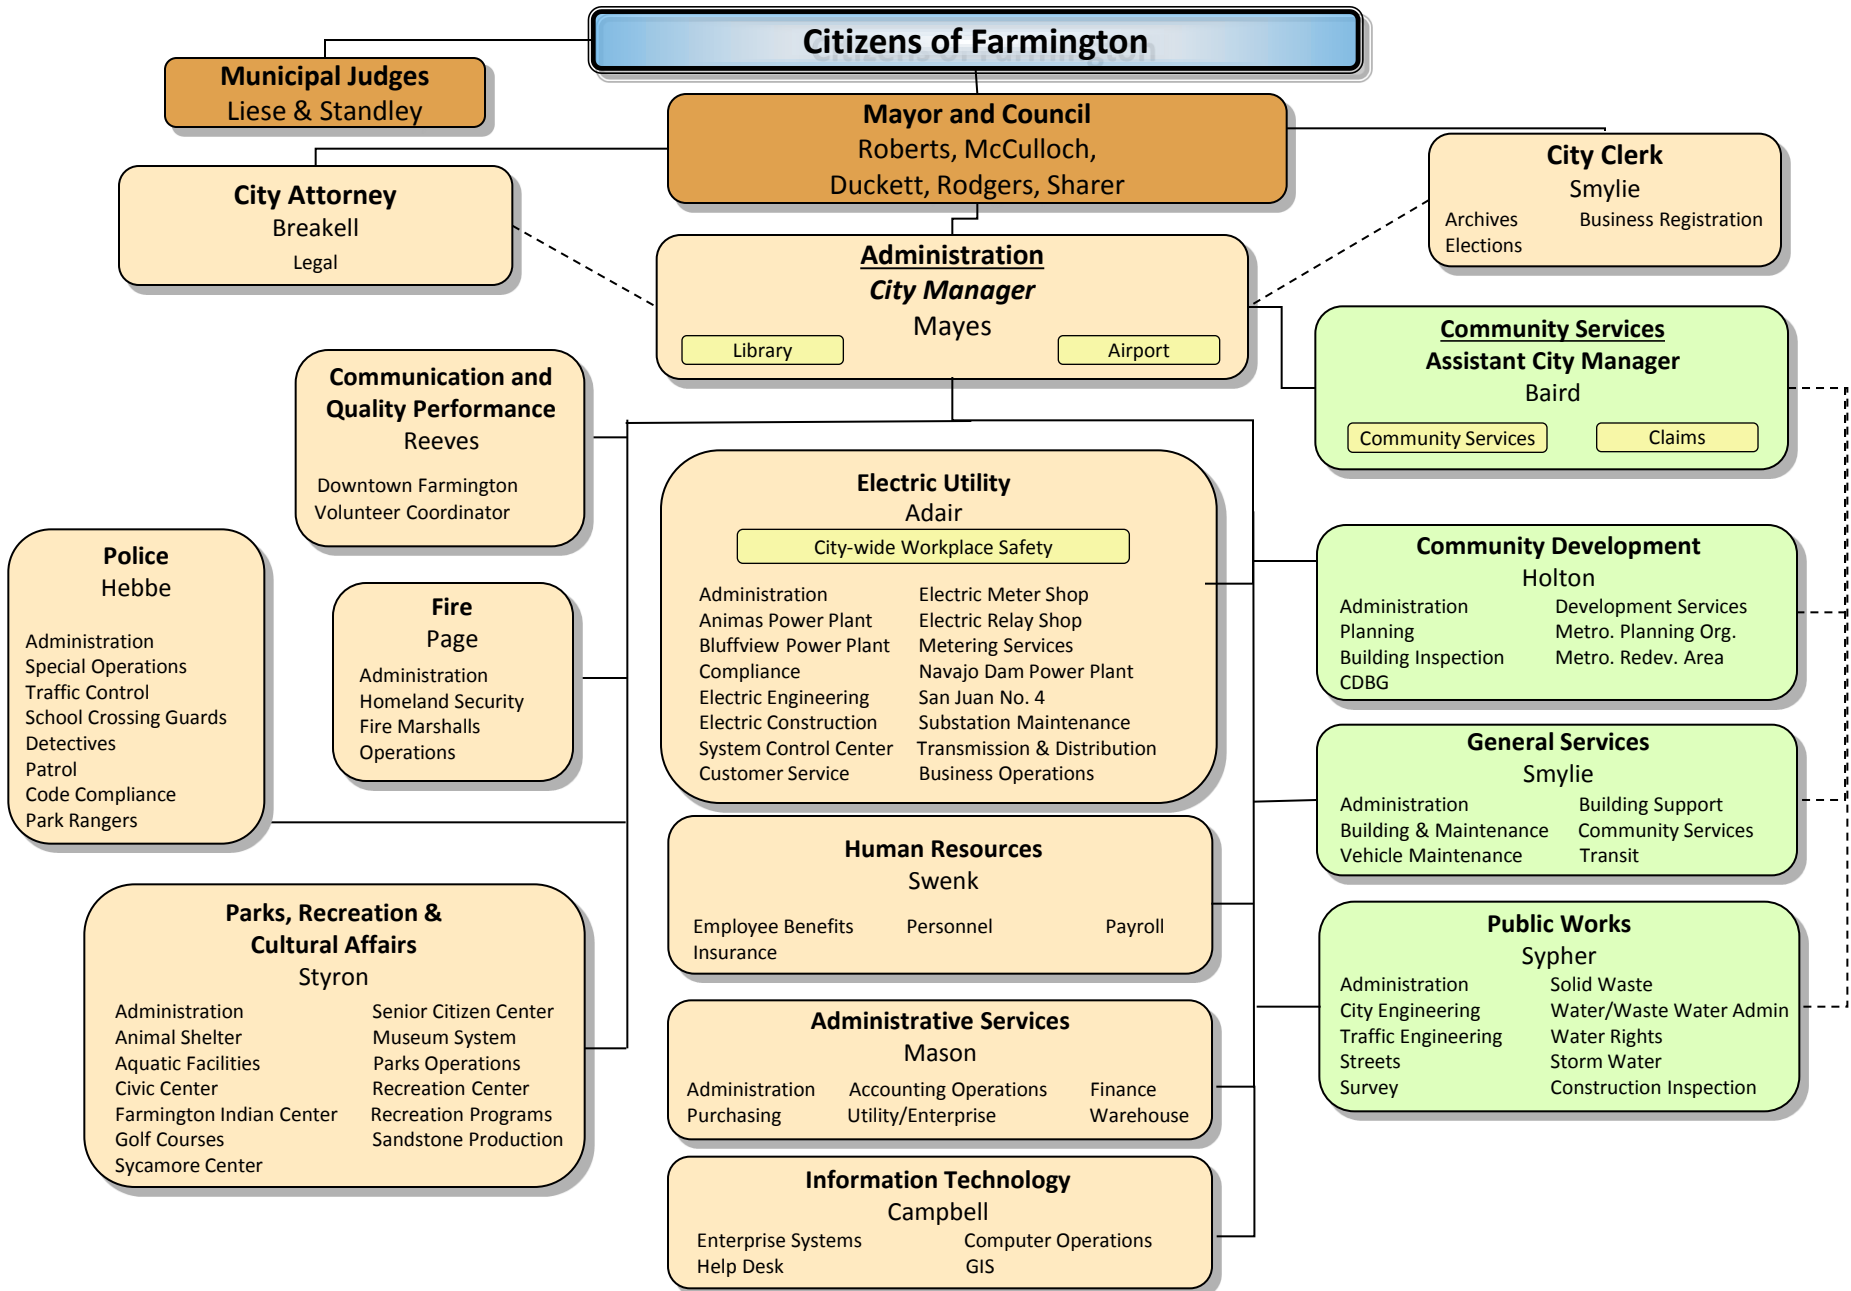 Citizens of Farmington
Municipal Judges
Liese & Standley
Mayor and Council
Roberts, McCulloch,
Duckett, Rodgers, Sharer
City Attorney
Breakell
Legal
City Clerk
Smylie
Archives Business Registration
Elections
Administration
City Manager
Mayes
Library Airport
Community Services
Assistant City Manager
Baird
Community Services Claims
Communication and
Quality Performance
Reeves
Downtown Farmington
Volunteer Coordinator
Electric Utility
Adair
City-wide Workplace Safety
Administration Electric Meter Shop
Animas Power Plant Electric Relay Shop
Bluffview Power Plant Metering Services
Compliance Navajo Dam Power Plant
Electric Engineering San Juan No. 4
Electric Construction Substation Maintenance
System Control Center Transmission & Distribution
Customer Service Business Operations
Police
Hebbe
Administration
Special Operations
Traffic Control
School Crossing Guards
Detectives
Patrol
Code Compliance
Park Rangers
Fire
Page
Administration
Homeland Security
Fire Marshalls
Operations
Community Development
Holton
Administration Development Services
Planning Metro. Planning Org.
Building Inspection Metro. Redev. Area
CDBG
General Services
Smylie
Administration Building Support
Building & Maintenance Community Services
Vehicle Maintenance Transit
Human Resources
Swenk
Employee Benefits Personnel Payroll
Insurance
Parks, Recreation &
Cultural Affairs
Styron
Administration Senior Citizen Center
Animal Shelter Museum System
Aquatic Facilities Parks Operations
Civic Center Recreation Center
Farmington Indian Center Recreation Programs
Golf Courses Sandstone Production
Sycamore Center
Public Works
Sypher
Administration Solid Waste
City Engineering Water/Waste Water Admin
Traffic Engineering Water Rights
Streets Storm Water
Survey Construction Inspection
Administrative Services
Mason
Administration Accounting Operations Finance
Purchasing Utility/Enterprise Warehouse
Information Technology
Campbell
Enterprise Systems Computer Operations
Help Desk GIS